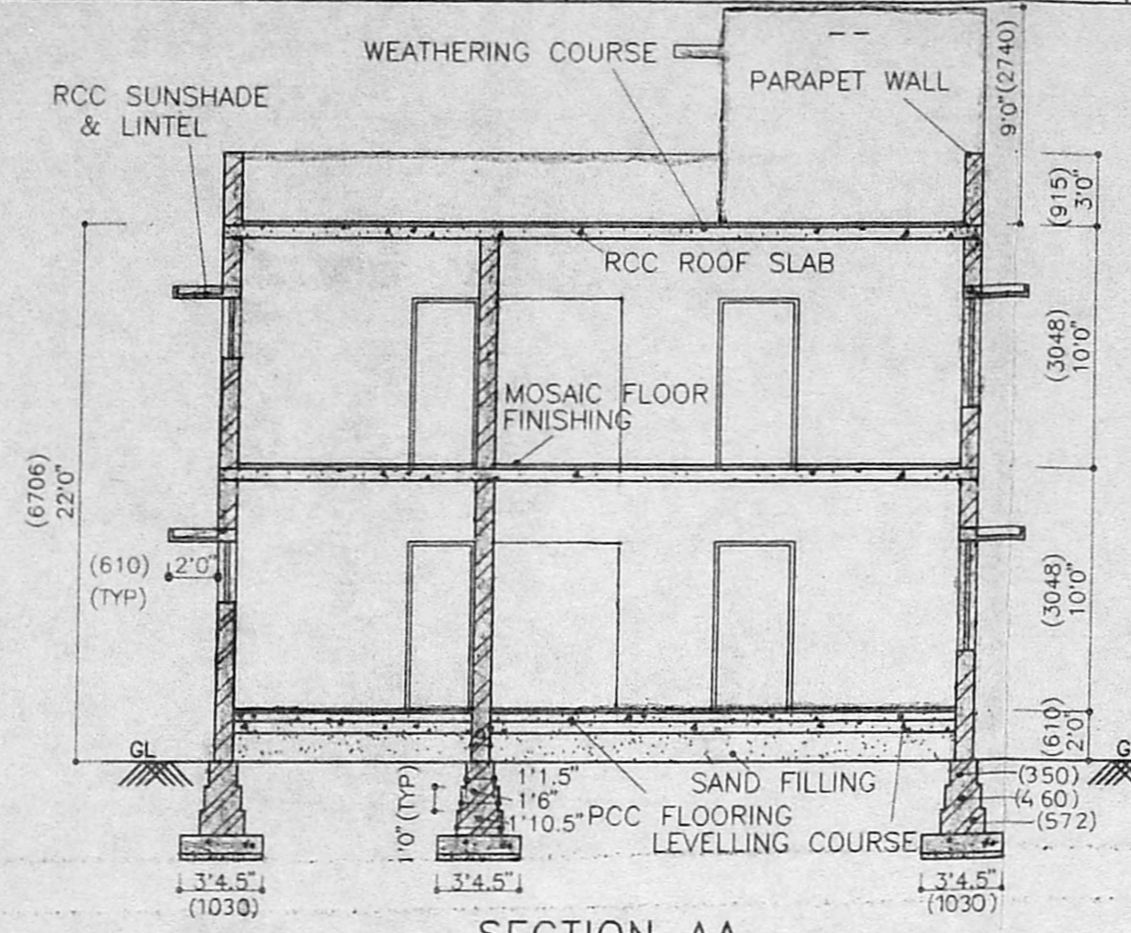 WEATHERING COURSE
PARAPET WALL
9'0"(2740)
RCC SUNSHADE
& LINTEL
(915)
3'0"
RCC ROOF SLAB
(3048)
10'0"
MOSAIC FLOOR
FINISHING
(6706)
22'0"
(610) 2'0"
(TYP)
(3048)
10'0"
(610)
2'0"
GL
G
1'0" (TYP)
1'1.5"
1'6"
1'10.5"
SAND FILLING
PCC FLOORING
LEVELLING COURSE
(350)
(460)
(572)
3'4.5"
(1030)
3'4.5"
3'4.5"
(1030)
SECTION AA